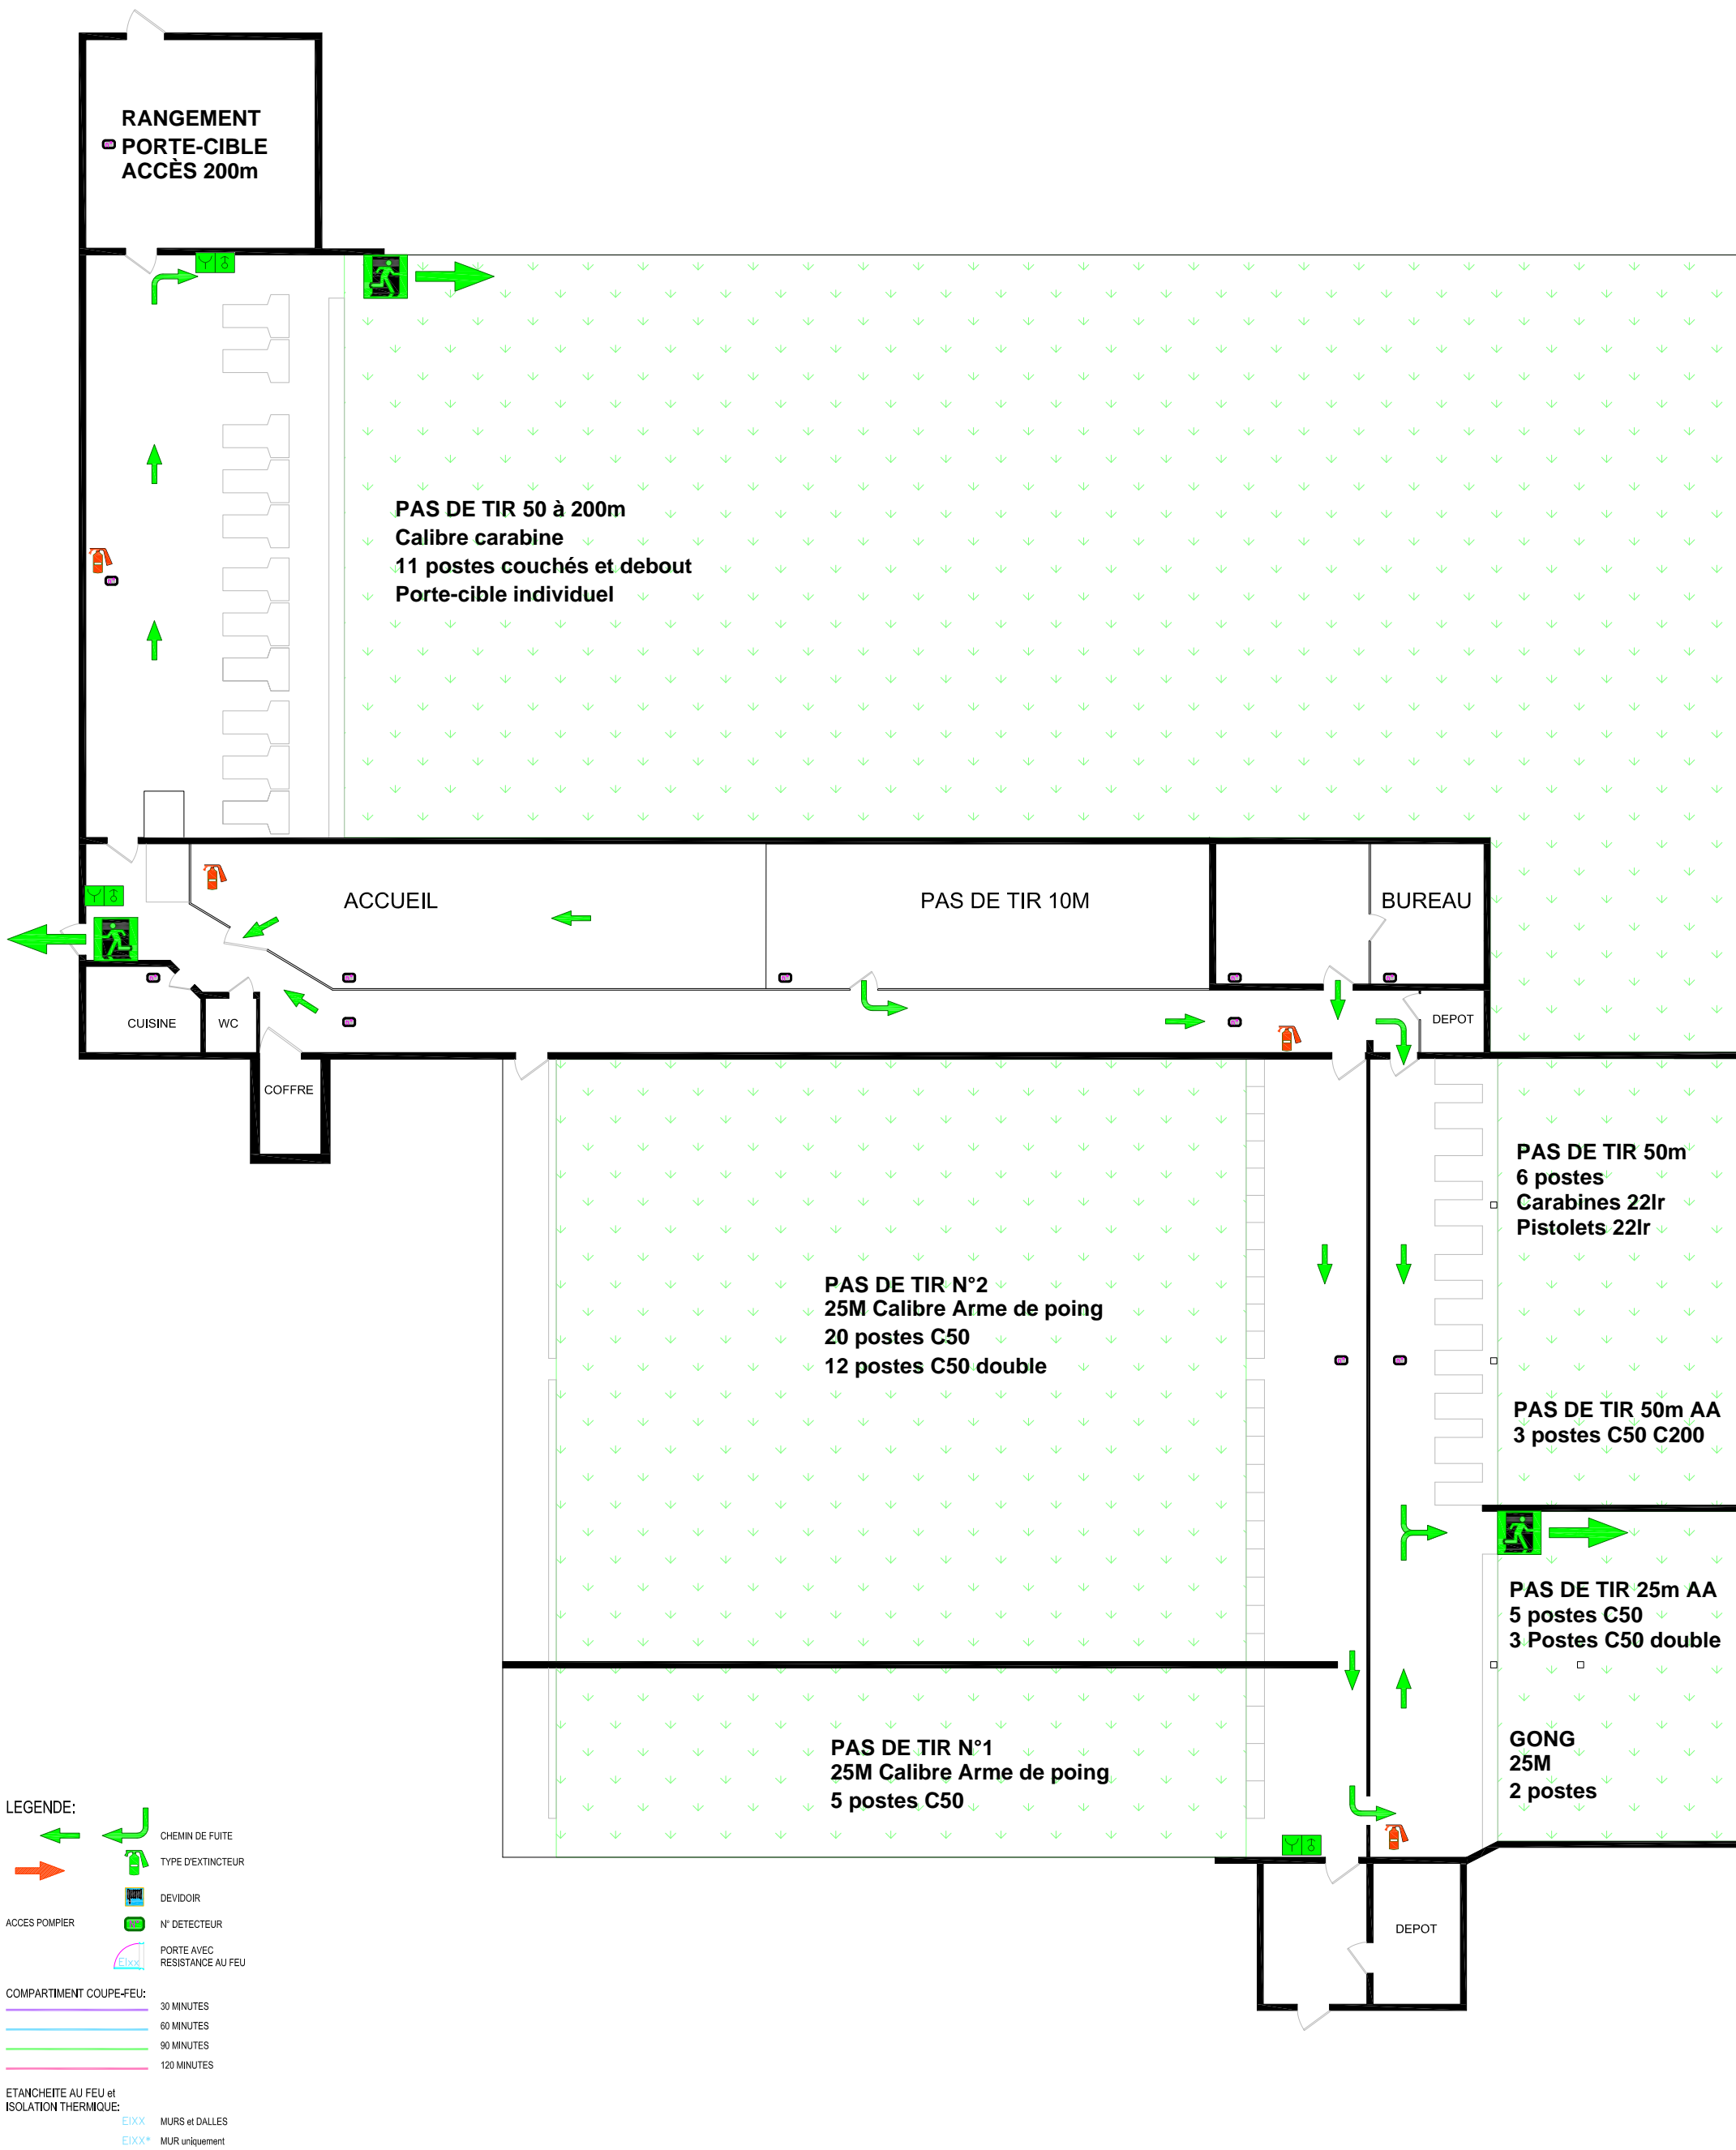 RANGEMENT
PORTE-CIBLE
ACCÈS 200m
PAS DE TIR 50 à 200m
Calibre carabine
11 postes couchés et debout
Porte-cible individuel
ACCUEIL
PAS DE TIR 10M
BUREAU
CUISINE
WC
DEPOT
COFFRE
PAS DE TIR 50m
6 postes
Carabines 22lr
Pistolets 22lr
PAS DE TIR N°2
25M Calibre Arme de poing
20 postes C50
12 postes C50 double
PAS DE TIR 50m AA
3 postes C50 C200
PAS DE TIR 25m AA
5 postes C50
3 Postes C50 double
PAS DE TIR N°1
25M Calibre Arme de poing
5 postes C50
GONG
25M
2 postes
DEPOT
LEGENDE:
CHEMIN DE FUITE
TYPE D'EXTINCTEUR
DEVIDOIR
ACCES POMPIER
N°
N° DETECTEUR
EIxx
PORTE AVEC
RESISTANCE AU FEU
COMPARTIMENT COUPE-FEU:
30 MINUTES
60 MINUTES
90 MINUTES
120 MINUTES
ETANCHEITE AU FEU et
ISOLATION THERMIQUE:
EIXX MURS et DALLES
EIXX* MUR uniquement